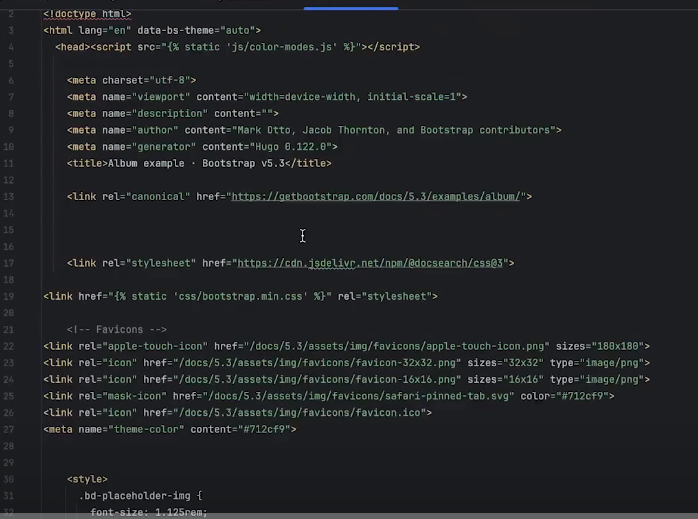 2 <!doctype html>
3 <html lang="en" data-bs-theme="auto">
4 <head><script src="{% static 'js/color-modes.js' %}"></script>
5
6 <meta charset="utf-8">
7 <meta name="viewport" content="width=device-width, initial-scale=1">
8 <meta name="description" content="">
9 <meta name="author" content="Mark Otto, Jacob Thornton, and Bootstrap contributors">
10 <meta name="generator" content="Hugo 0.122.0">
11 <title>Album example · Bootstrap v5.3</title>
12
13 <link rel="canonical" href="https://getbootstrap.com/docs/5.3/examples/album/">
14
15
16
17 <link rel="stylesheet" href="https://cdn.jsdelivr.net/npm/@docsearch/css@3">
18
19 <link href="{% static 'css/bootstrap.min.css' %}" rel="stylesheet">
20
21 <!-- Favicons -->
22 <link rel="apple-touch-icon" href="/docs/5.3/assets/img/favicons/apple-touch-icon.png" sizes="180x180">
23 <link rel="icon" href="/docs/5.3/assets/img/favicons/favicon-32x32.png" sizes="32x32" type="image/png">
24 <link rel="icon" href="/docs/5.3/assets/img/favicons/favicon-16x16.png" sizes="16x16" type="image/png">
25 <link rel="mask-icon" href="/docs/5.3/assets/img/favicons/safari-pinned-tab.svg" color="#712cf9">
26 <link rel="icon" href="/docs/5.3/assets/img/favicons/favicon.ico">
27 <meta name="theme-color" content="#712cf9">
28
29
30 <style>
31 .bd-placeholder-img {
32 font-size: 1.125rem;